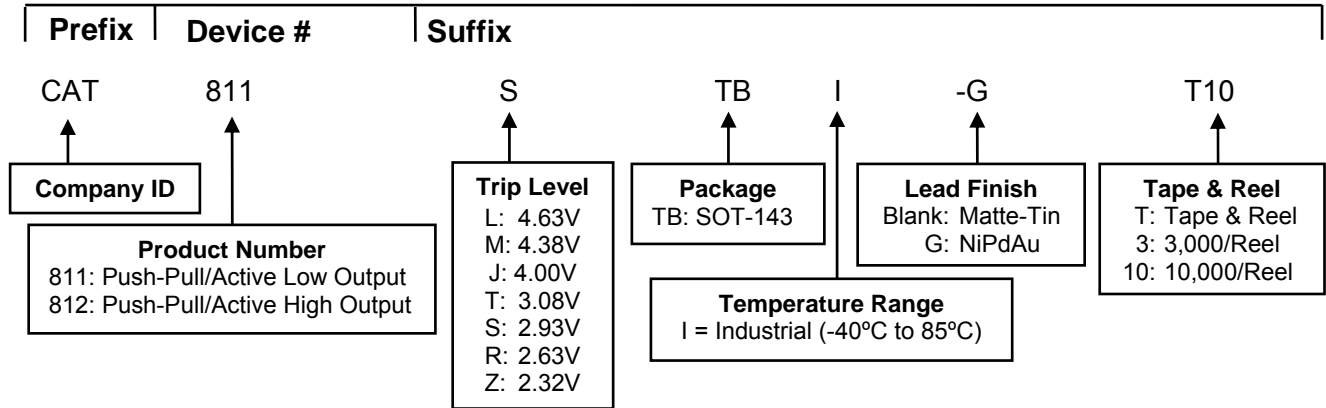 Prefix Device # Suffix
CAT 811 S TB I -G T10
Company ID
Product Number
811: Push-Pull/Active Low Output
812: Push-Pull/Active High Output
Trip Level
L: 4.63V
M: 4.38V
J: 4.00V
T: 3.08V
S: 2.93V
R: 2.63V
Z: 2.32V
Package
TB: SOT-143
Temperature Range
I = Industrial (-40ºC to 85ºC)
Lead Finish
Blank: Matte-Tin
G: NiPdAu
Tape & Reel
T: Tape & Reel
3: 3,000/Reel
10: 10,000/Reel